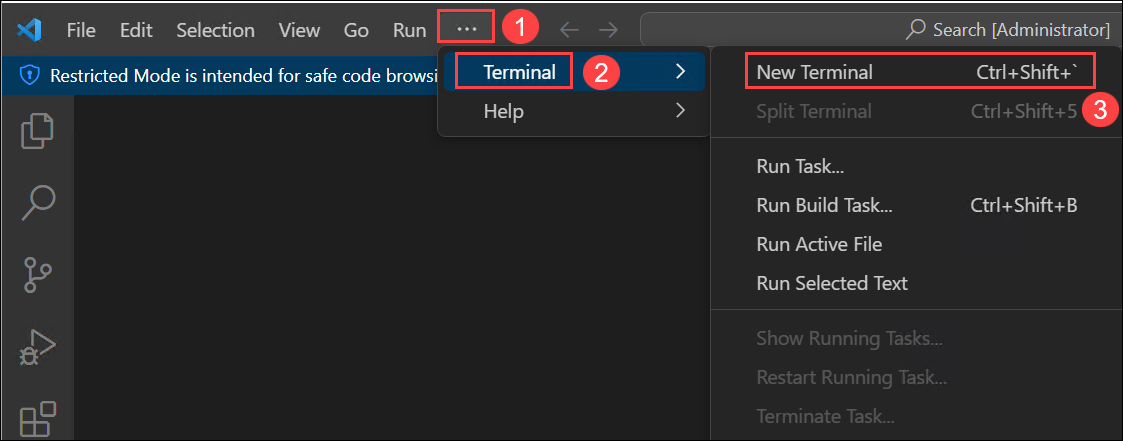 File Edit Selection View Go Run ... 1 Search [Administrator]
Restricted Mode is intended for safe code browsi
Terminal 2
Help
New Terminal Ctrl+Shift+`
Split Terminal Ctrl+Shift+5 3
Run Task...
Run Build Task... Ctrl+Shift+B
Run Active File
Run Selected Text
Show Running Tasks...
Restart Running Task...
Terminate Task...